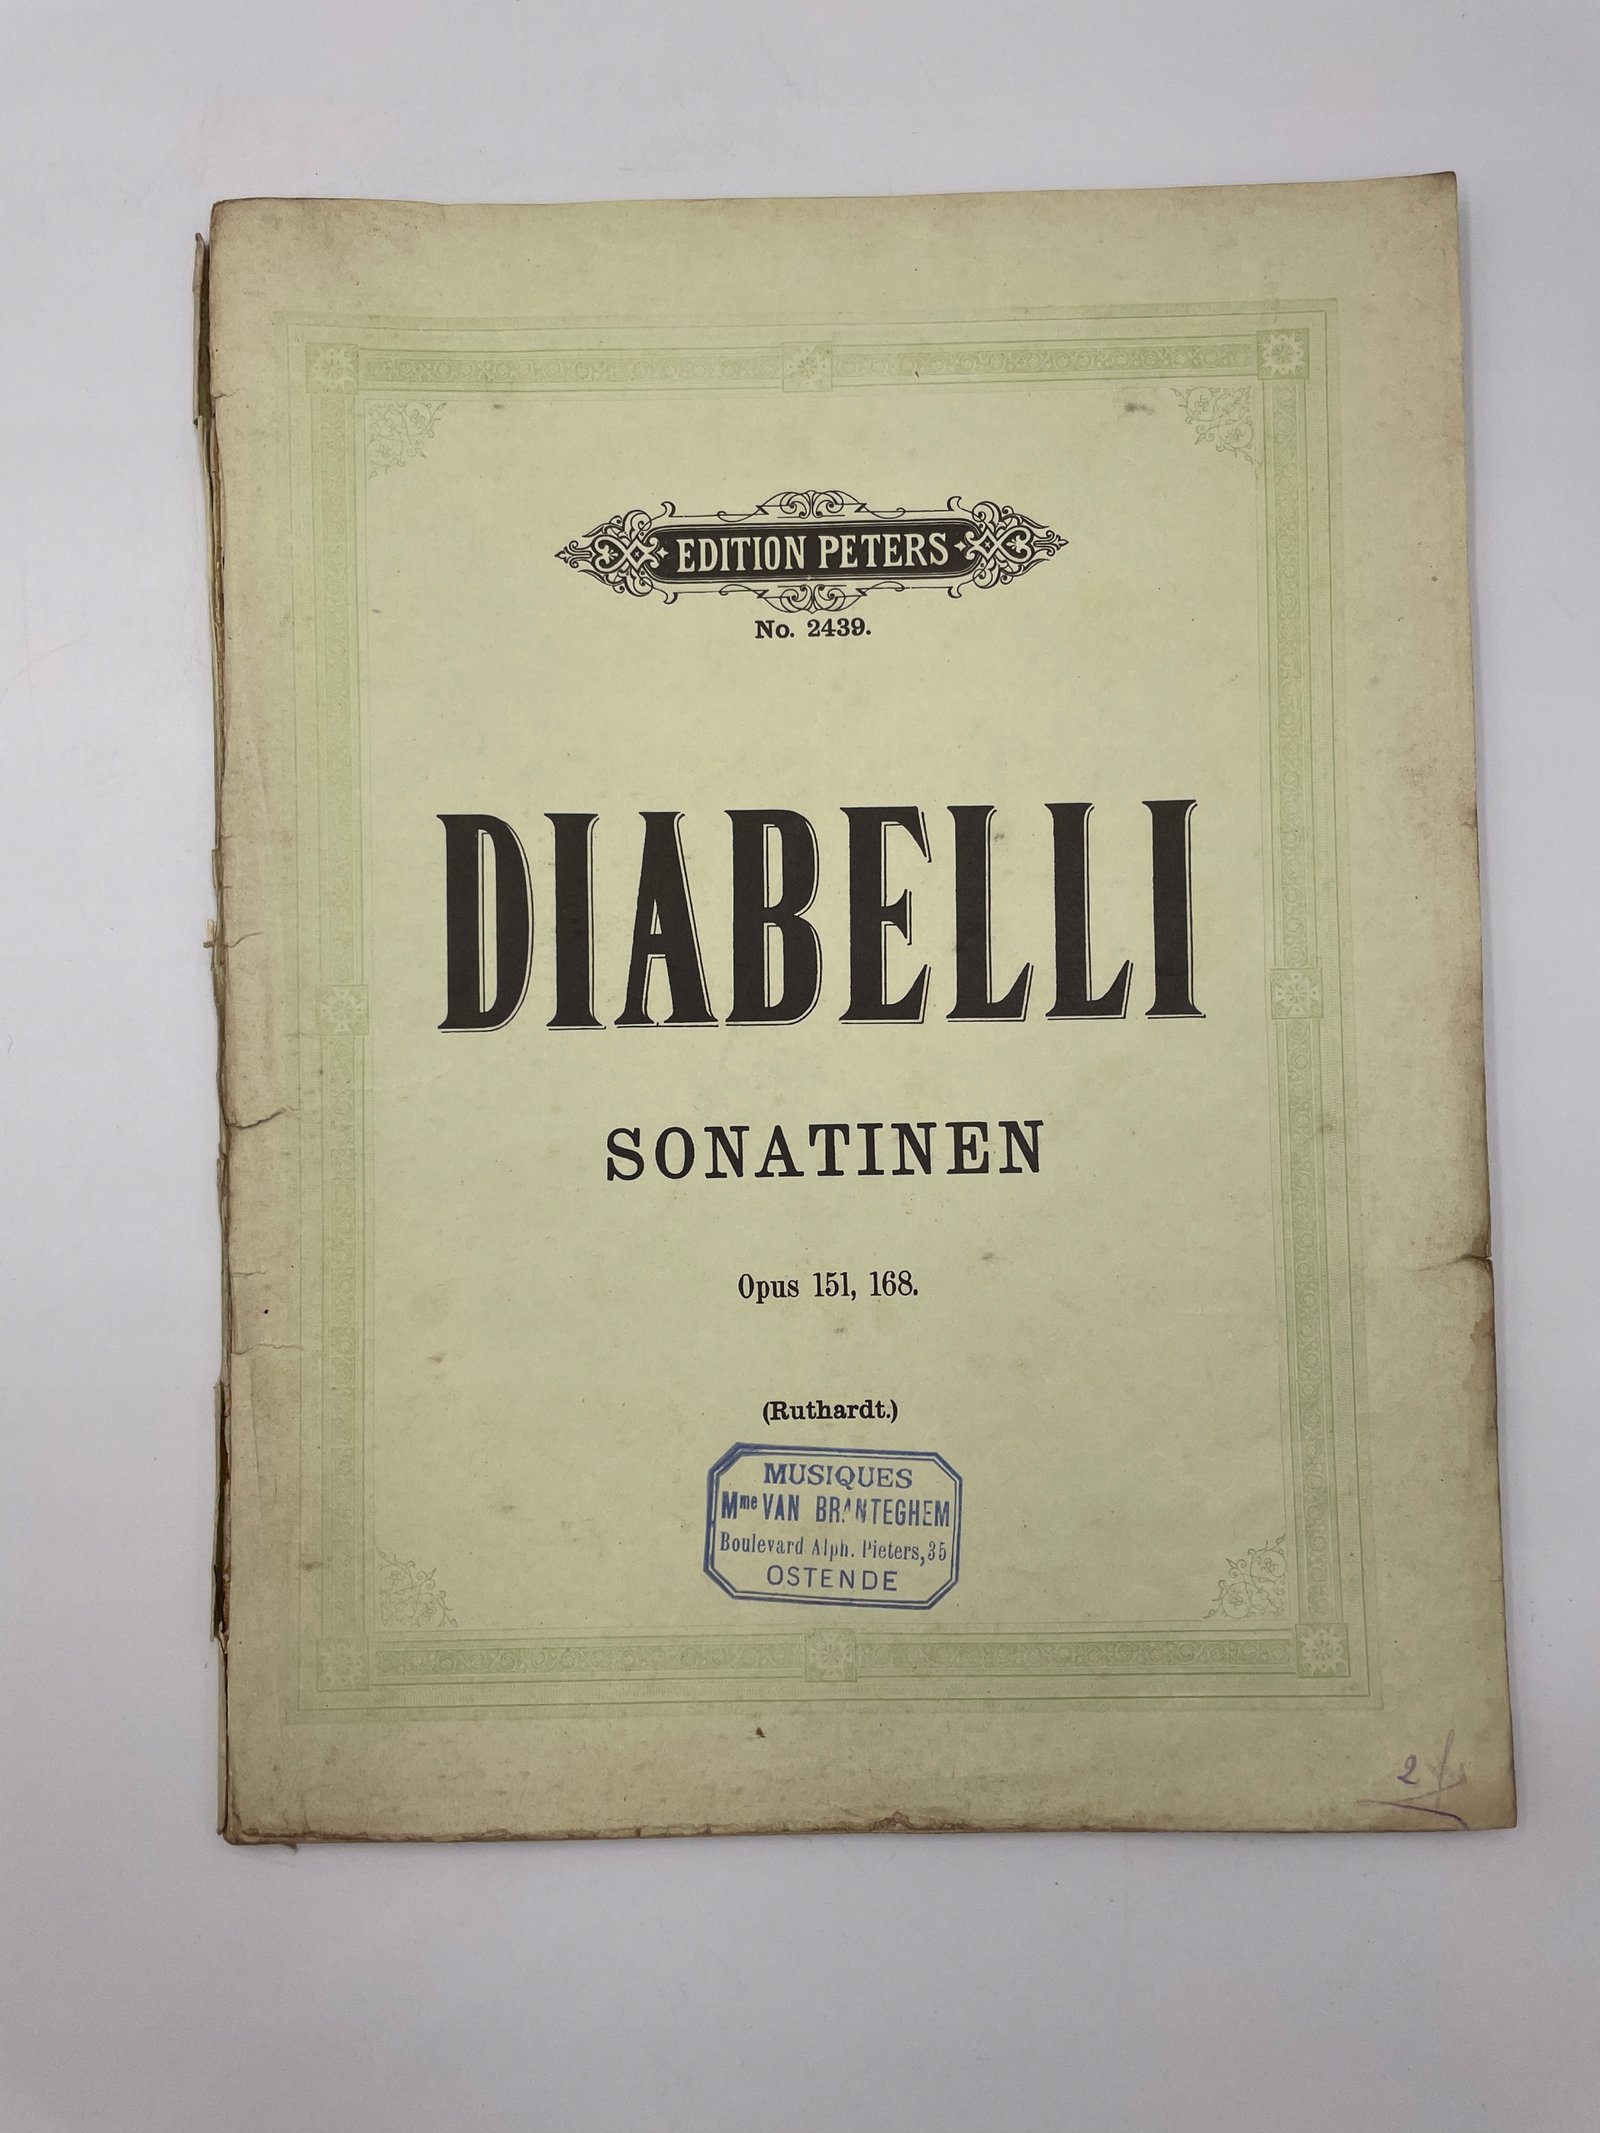 EDITION PETERS
No. 2439.
DIABELLI
SONATINEN
Opus 151, 168.
(Ruthardt.)
MUSIQUES
Mme VAN BRANTEGHEM
Boulevard Alph. Pieters, 35
OSTENDE
2